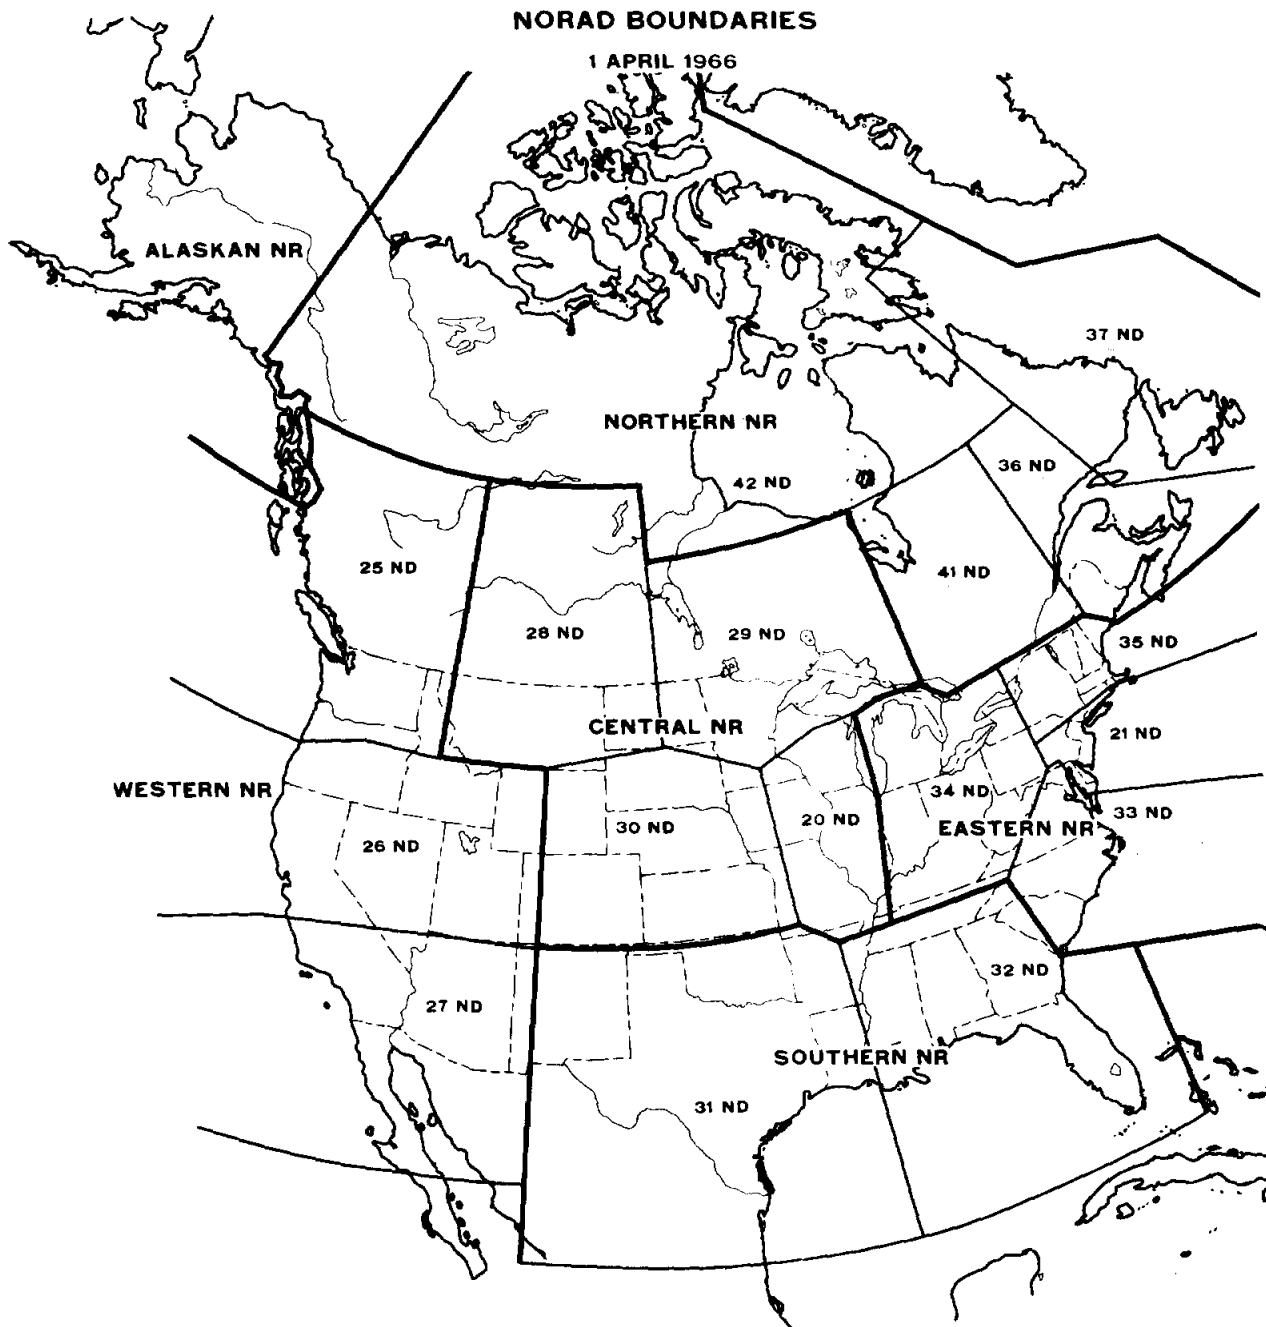 NORAD BOUNDARIES
1 APRIL 1966
ALASKAN NR
37 ND
NORTHERN NR
36 ND
42 ND
25 ND
41 ND
28 ND
29 ND
35 ND
CENTRAL NR
21 ND
WESTERN NR
34 ND
33 ND
30 ND
20 ND
EASTERN NR
26 ND
32 ND
27 ND
SOUTHERN NR
31 ND